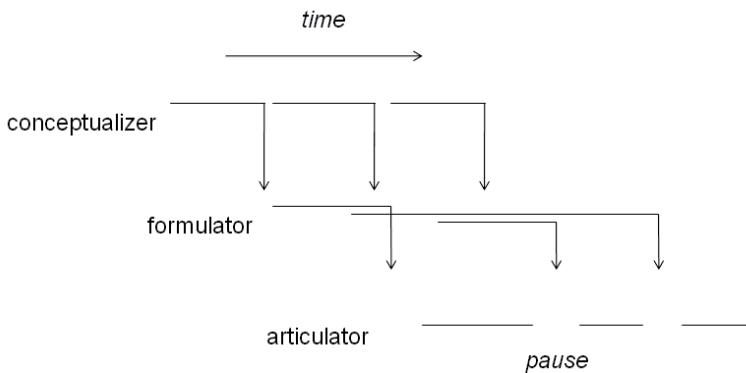 time
conceptualizer
formulator
articulator
pause